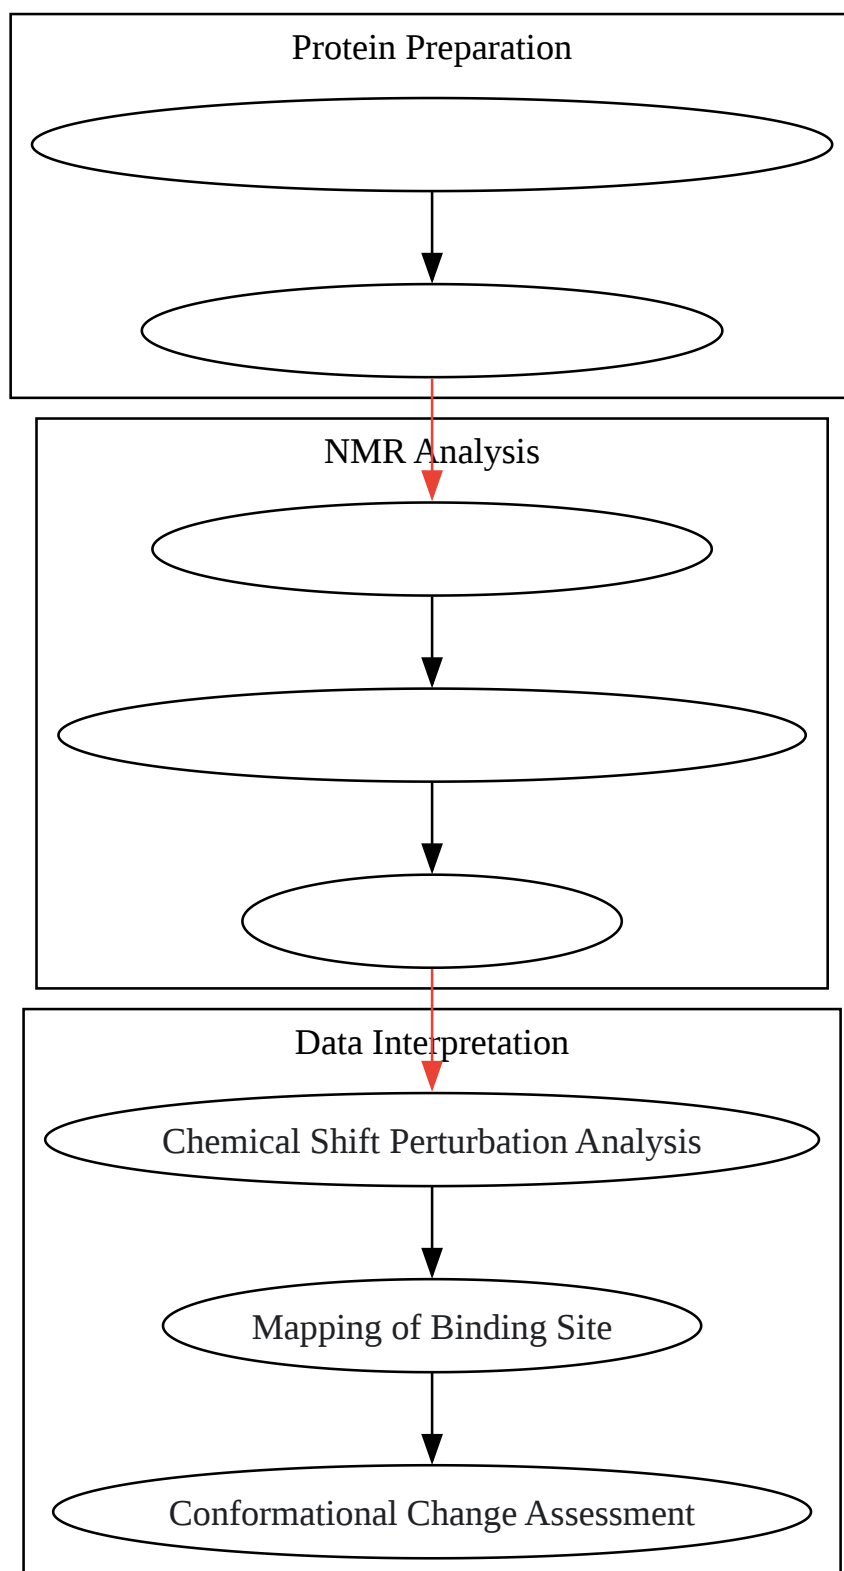 Protein Preparation
NMR Analysis
Data Interpretation
Chemical Shift Perturbation Analysis
Mapping of Binding Site
Conformational Change Assessment